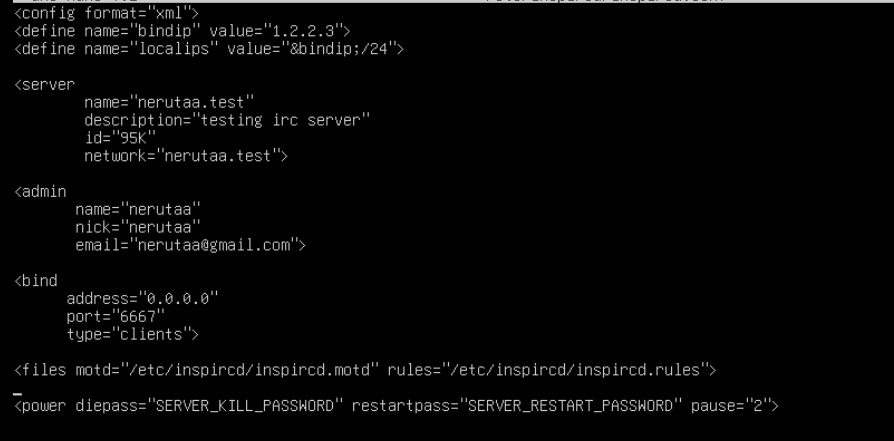 <config format="xml">
<define name="bindip" value="1.2.2.3">
<define name="localips" value="&bindip;/24">
<server
name="nerutaa.test"
description="testing irc server"
id="95K"
network="nerutaa.test">
<admin
name="nerutaa"
nick="nerutaa"
email="nerutaa@gmail.com">
<bind
address="0.0.0.0"
port="6667"
type="clients">
<files motd="/etc/inspircd/inspircd.motd" rules="/etc/inspircd/inspircd.rules">
<power diepass="SERVER_KILL_PASSWORD" restartpass="SERVER_RESTART_PASSWORD" pause="2">